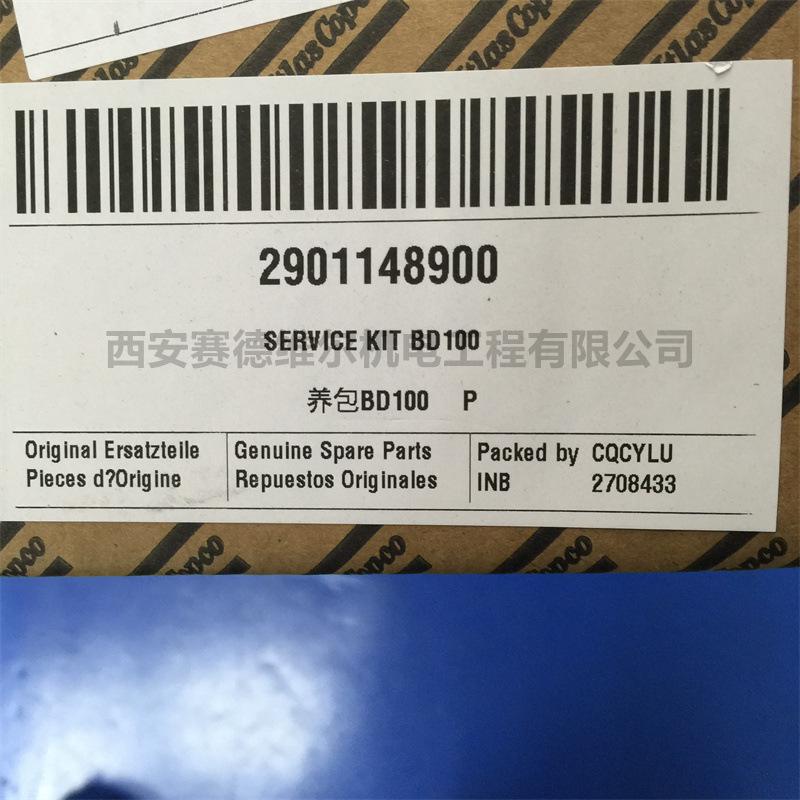 Atlas Copco
2901148900
SERVICE KIT BD100
西安赛德维尔机电工程有限公司
养包BD100 P
Original Ersatzteile
Pieces d?Origine
Genuine Spare Parts
Repuestos Originales
Packed by CQCYLU
INB 2708433